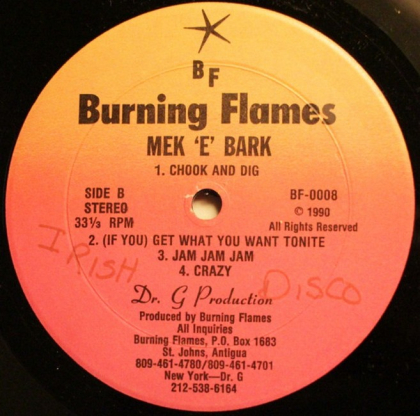 B F
Burning Flames
MEK 'E' BARK
1. CHOOK AND DIG
SIDE B
STEREO
33⅓ RPM
BF-0008
© 1990
All Rights Reserved
2. (IF YOU) GET WHAT YOU WANT TONITE
3. JAM JAM JAM
4. CRAZY
IRISH DISCO
Dr. G Production
Produced by Burning Flames
All Inquiries
Burning Flames, P.O. Box 1683
St. Johns, Antigua
809-461-4780/809-461-4701
New York—Dr. G
212-538-6164